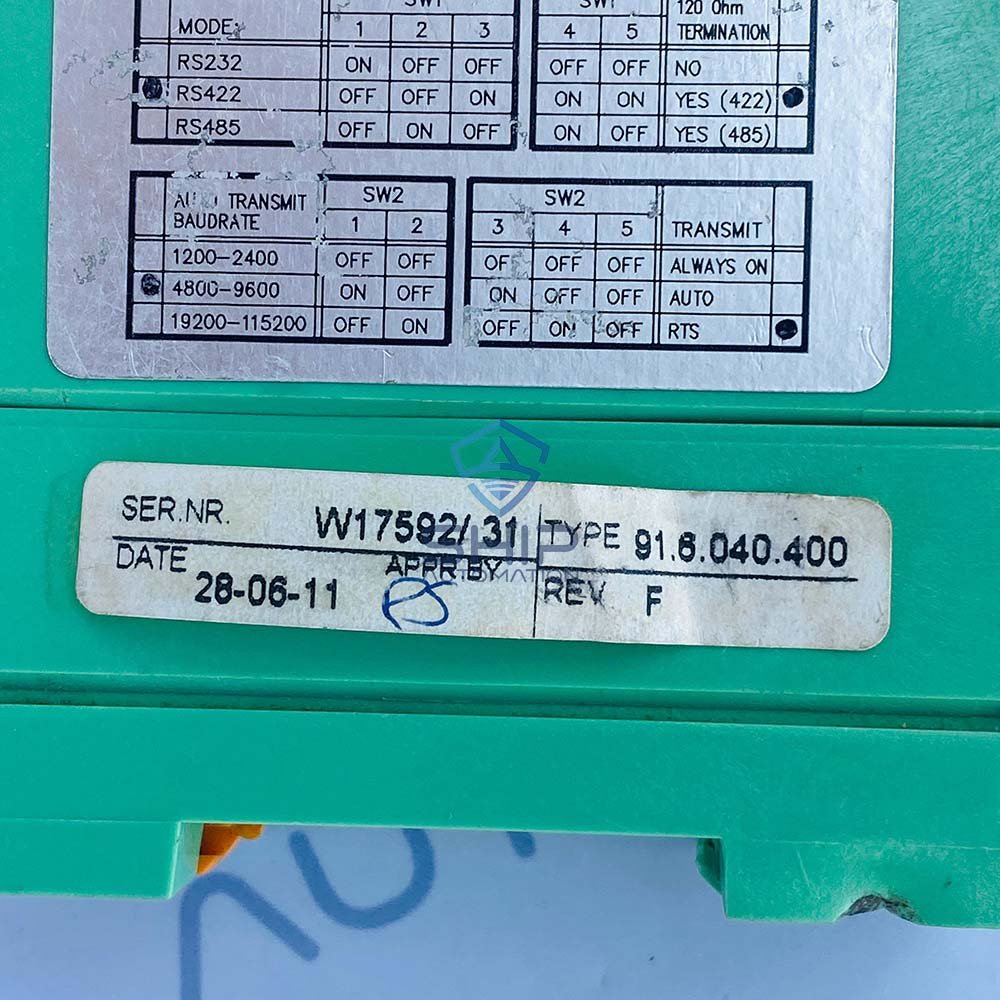 SW1
MODE: 1 2 3
RS232 ON OFF OFF
RS422 OFF OFF ON
RS485 OFF ON OFF
SW1 120 Ohm
4 5 TERMINATION
OFF OFF NO
ON ON YES (422)
ON OFF YES (485)
AUTO TRANSMIT SW2
BAUDRATE 1 2
1200-2400 OFF OFF
4800-9600 ON OFF
19200-115200 OFF ON
SW2
3 4 5 TRANSMIT
OFF OFF OFF ALWAYS ON
ON OFF OFF AUTO
OFF ON OFF RTS
SER.NR. W17592/ 31 TYPE 91.6.040.400
DATE 28-06-11 APPR.BY REV F
SHIP
AUTOMATION